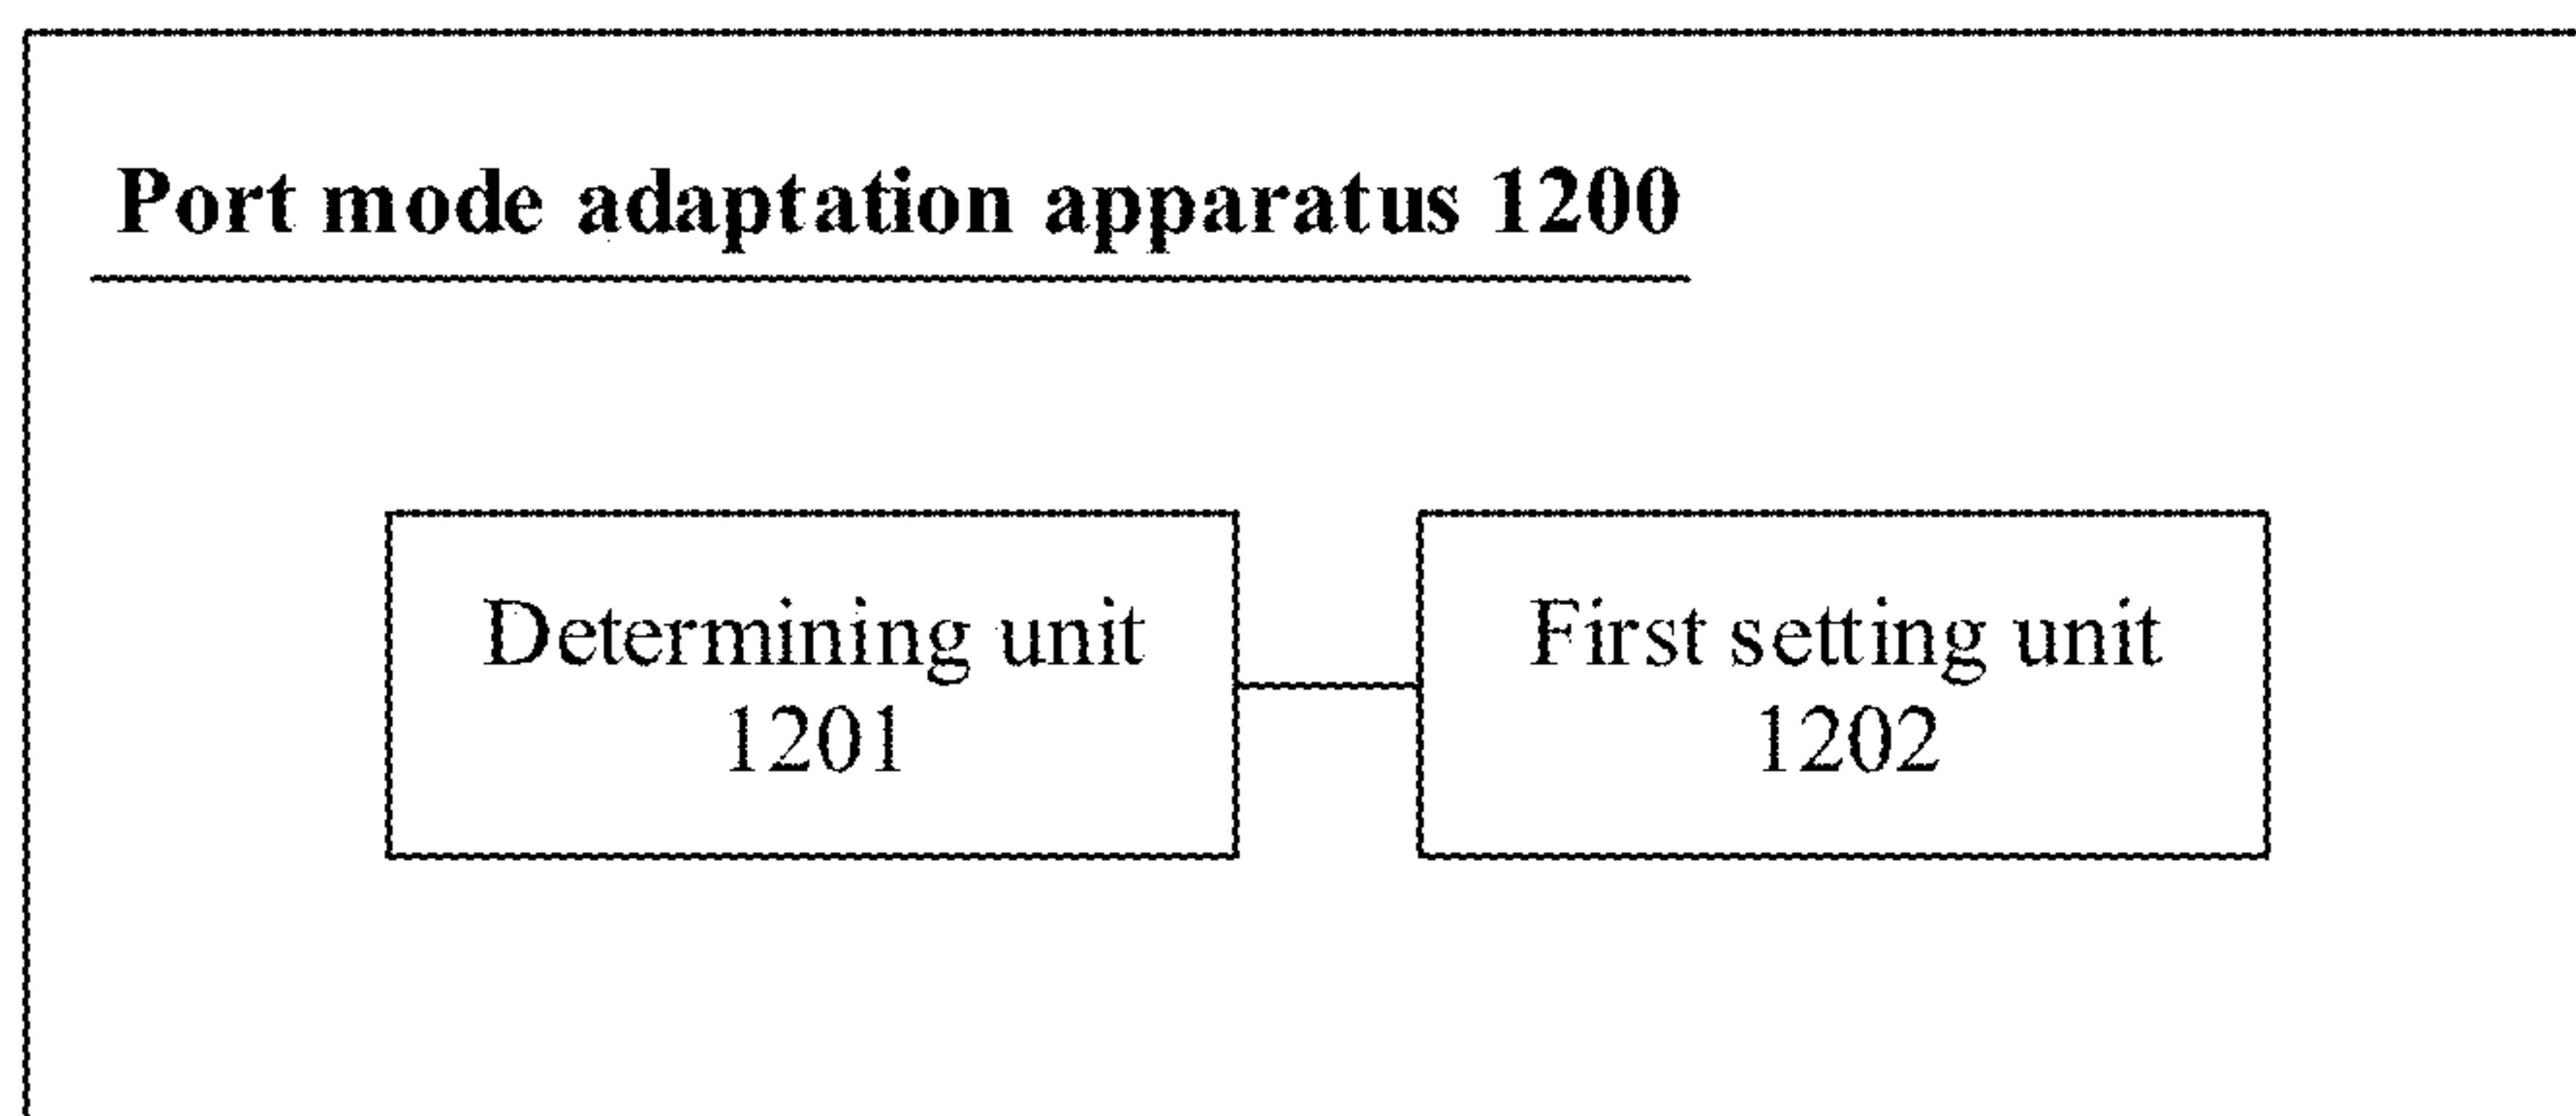 Port mode adaptation apparatus 1200
Determining unit
1201
First setting unit
1202